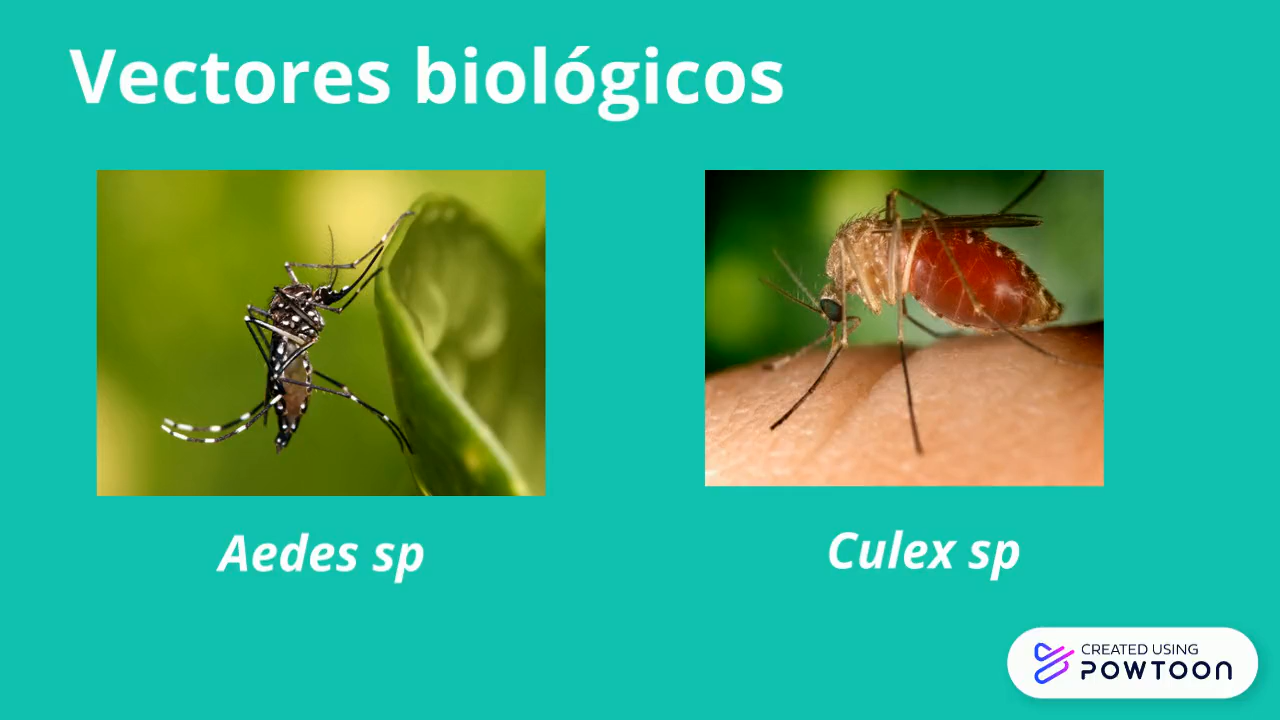 Vectores biológicos
Aedes sp
Culex sp
CREATED USING
POWTOON